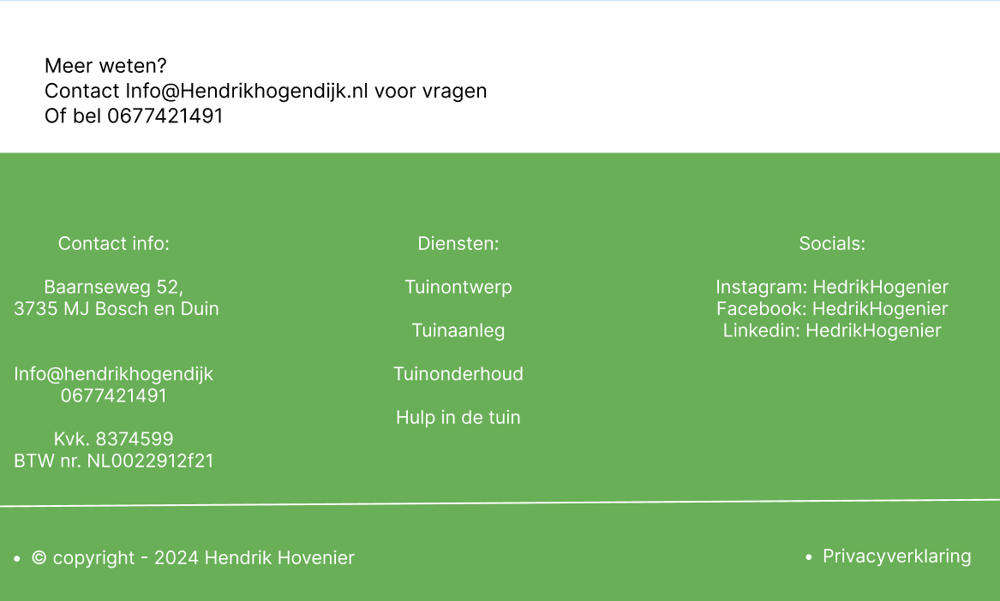 Meer weten?
Contact Info@Hendrikhogendijk.nl voor vragen
Of bel 0677421491
Contact info:
Baarnseweg 52,
3735 MJ Bosch en Duin
Info@hendrikhogendijk
0677421491
Kvk. 8374599
BTW nr. NL0022912f21
Diensten:
Tuinontwerp
Tuinaanleg
Tuinonderhoud
Hulp in de tuin
Socials:
Instagram: HedrikHogenier
Facebook: HedrikHogenier
Linkedin: HedrikHogenier
• © copyright - 2024 Hendrik Hovenier
• Privacyverklaring